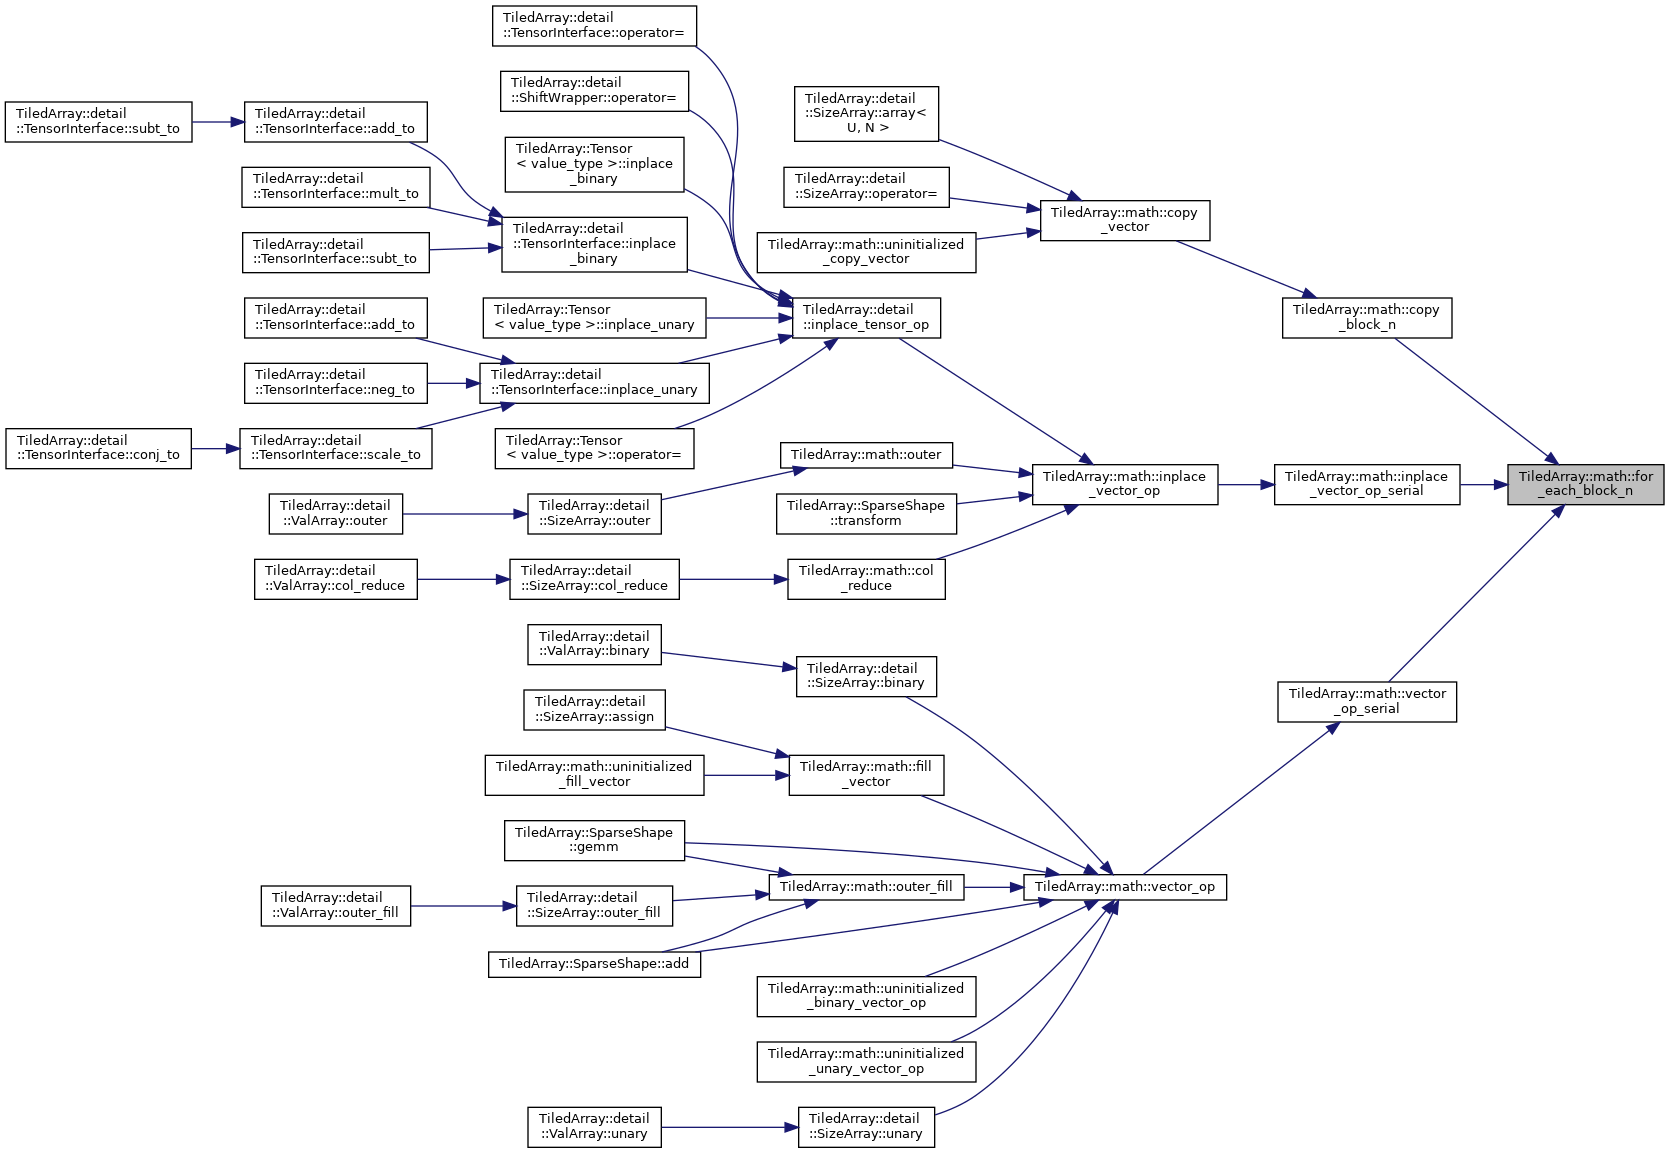 TiledArray::detail
::TensorInterface::operator=
TiledArray::detail
::ShiftWrapper::operator=
TiledArray::detail
::SizeArray::array<
U, N >
TiledArray::detail
::TensorInterface::subt_to
TiledArray::detail
::TensorInterface::add_to
TiledArray::Tensor
< value_type >::inplace
_binary
TiledArray::detail
::TensorInterface::mult_to
TiledArray::detail
::SizeArray::operator=
TiledArray::math::copy
_vector
TiledArray::detail
::TensorInterface::inplace
_binary
TiledArray::detail
::TensorInterface::subt_to
TiledArray::math::uninitialized
_copy_vector
TiledArray::detail
::TensorInterface::add_to
TiledArray::Tensor
< value_type >::inplace_unary
TiledArray::detail
::inplace_tensor_op
TiledArray::math::copy
_block_n
TiledArray::detail
::TensorInterface::neg_to
TiledArray::detail
::TensorInterface::inplace_unary
TiledArray::detail
::TensorInterface::conj_to
TiledArray::detail
::TensorInterface::scale_to
TiledArray::Tensor
< value_type >::operator=
TiledArray::math::outer
TiledArray::math::inplace
_vector_op
TiledArray::math::inplace
_vector_op_serial
TiledArray::math::for
_each_block_n
TiledArray::detail
::ValArray::outer
TiledArray::detail
::SizeArray::outer
TiledArray::SparseShape
::transform
TiledArray::detail
::ValArray::col_reduce
TiledArray::detail
::SizeArray::col_reduce
TiledArray::math::col
_reduce
TiledArray::detail
::ValArray::binary
TiledArray::detail
::SizeArray::binary
TiledArray::detail
::SizeArray::assign
TiledArray::math::vector
_op_serial
TiledArray::math::uninitialized
_fill_vector
TiledArray::math::fill
_vector
TiledArray::SparseShape
::gemm
TiledArray::math::outer_fill
TiledArray::math::vector_op
TiledArray::detail
::ValArray::outer_fill
TiledArray::detail
::SizeArray::outer_fill
TiledArray::SparseShape::add
TiledArray::math::uninitialized
_binary_vector_op
TiledArray::math::uninitialized
_unary_vector_op
TiledArray::detail
::ValArray::unary
TiledArray::detail
::SizeArray::unary